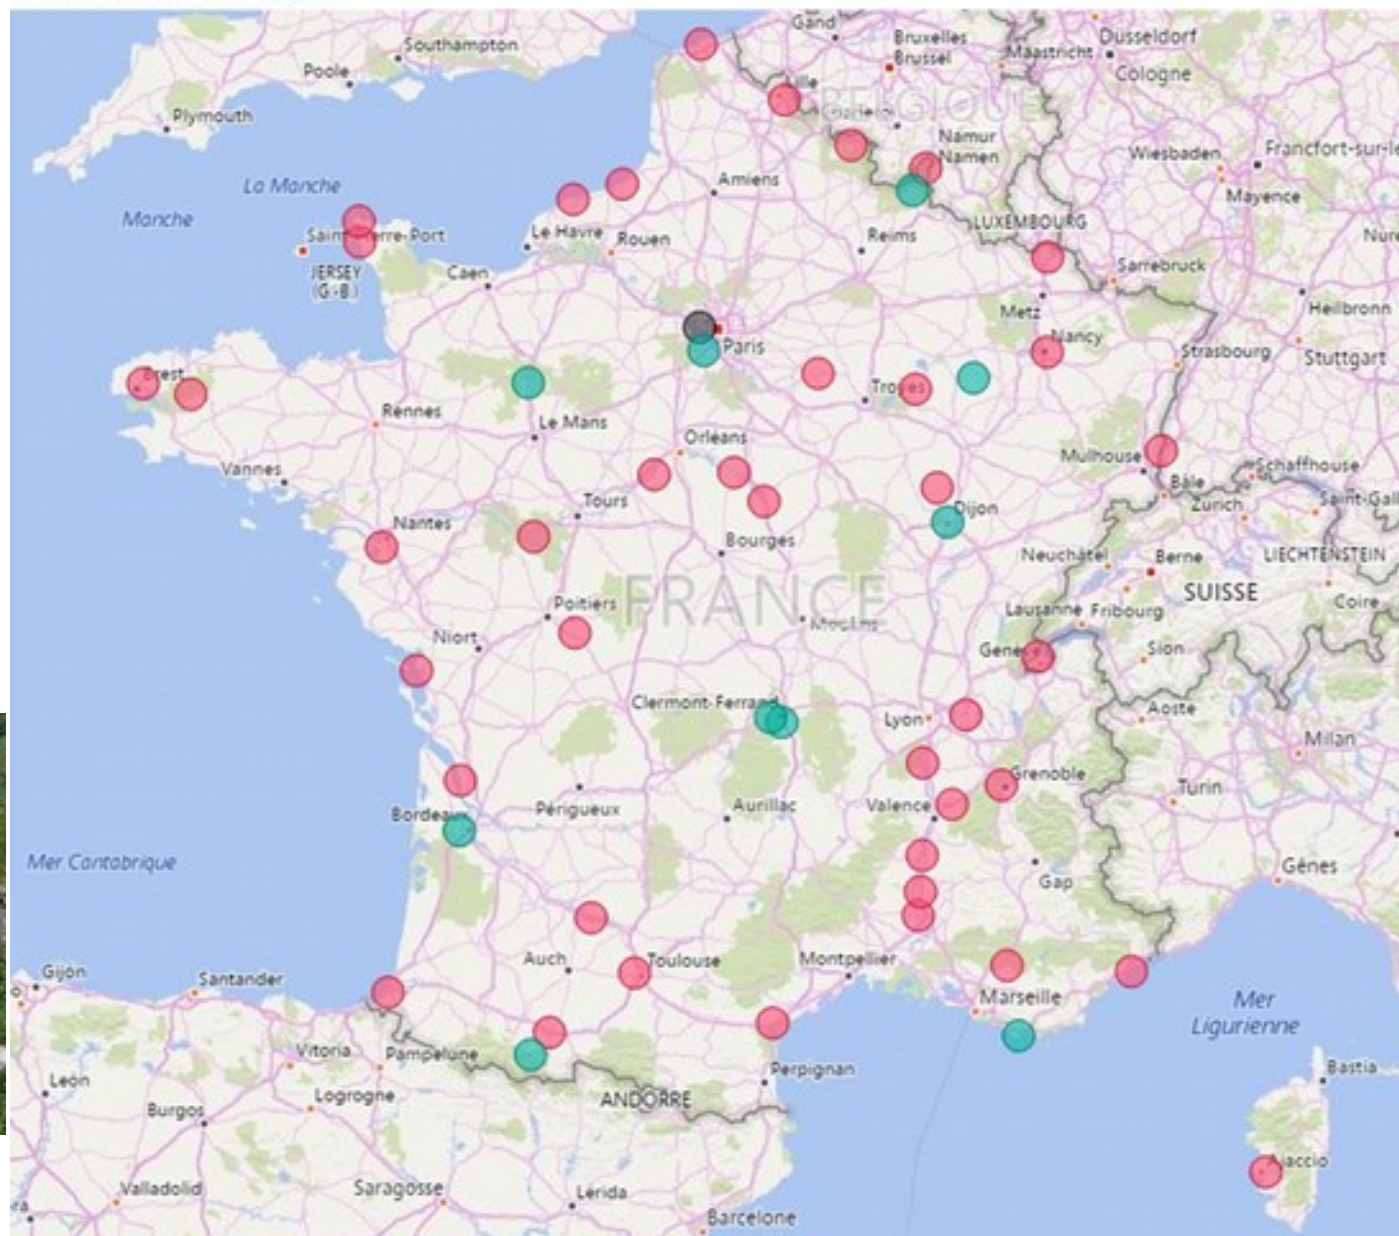 Gand
Bruxelles
Brussel
Maastricht
Düsseldorf
Cologne
Southampton
Poole
Plymouth
BELGIQUE
Namur
Namen
Wiesbaden
Mayence
La Manche
Manche
Amiens
LUXEMBOURG
Le Havre
Rouen
Reims
Sarrebruck
JERSEY
(G.-B.)
Caen
Metz
Heilbronn
Paris
Nancy
Strasbourg
Stuttgart
Rennes
Le Mans
Orléans
Mulhouse
Schaffhouse
Bâle
Zurich
Vannes
Tours
Dijon
Nantes
Bourges
Neuchâtel
Berne
LIECHTENSTEIN
SUISSE
Coire
FRANCE
Poitiers
Moulins
Lausanne
Fribourg
Niort
Sion
Clermont-Ferrand
Lyon
Aoste
Milan
Grenoble
Périgueux
Aurillac
Valence
Turin
Bordeaux
Mer Cantabrique
Gap
Gênes
Gijón
Santander
Auch
Toulouse
Montpellier
Marseille
Mer
Ligurienne
Vitoria
Pampelune
Perpignan
Bastia
León
Logrogne
ANDORRE
Burgos
Valladolid
Saragosse
Lérida
Barcelone